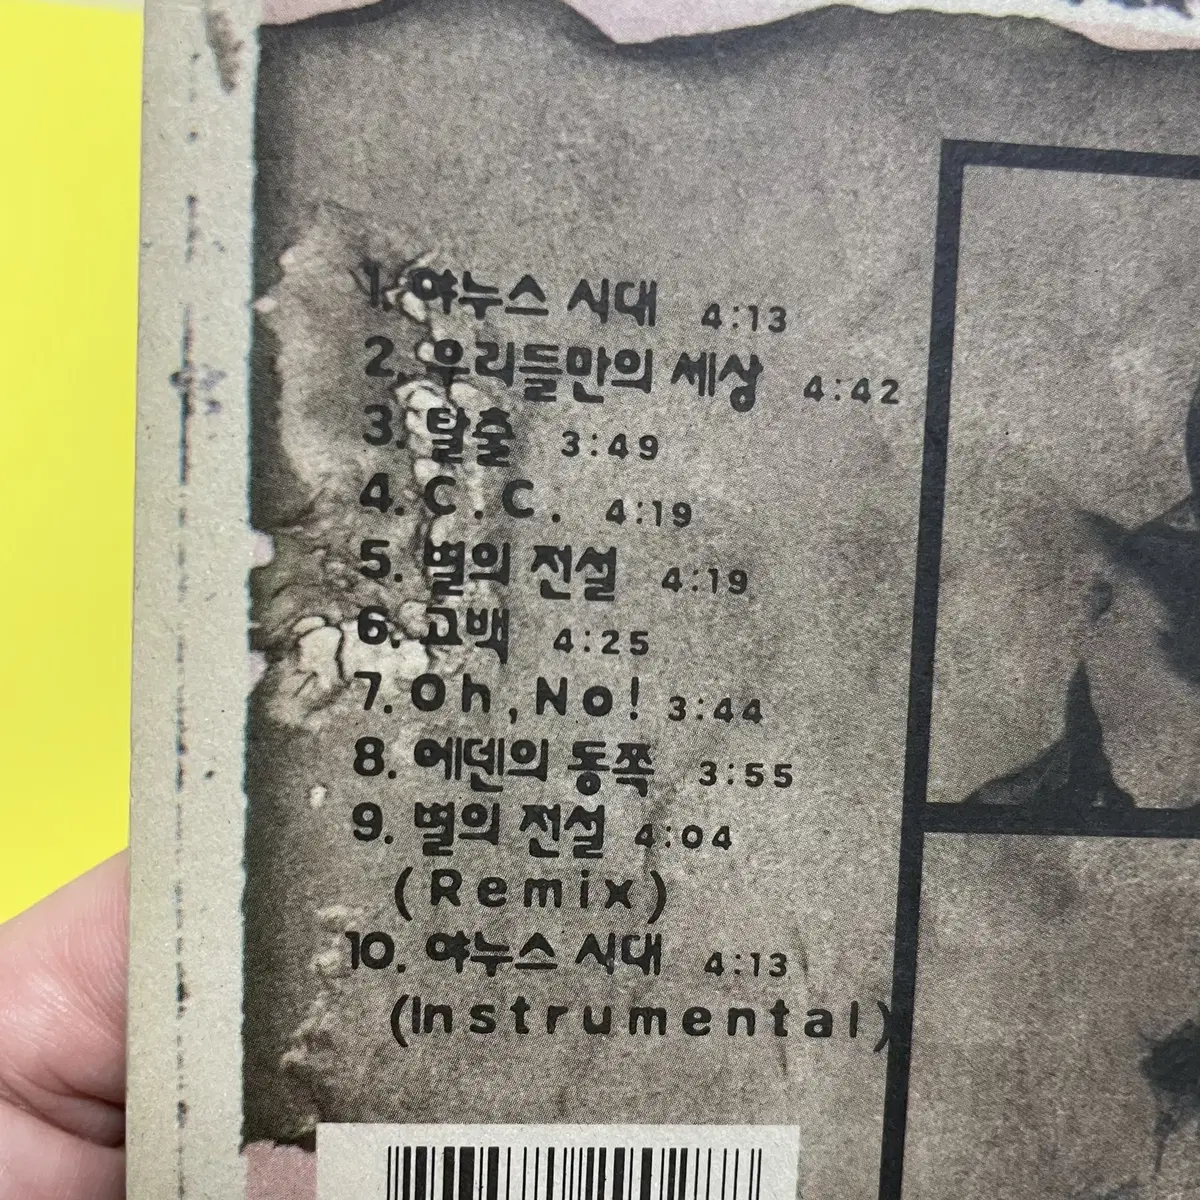 1. 야누스 시대 4:13
2. 우리들만의 세상 4:42
3. 탈출 3:49
4. C.C. 4:19
5. 별의 전설 4:19
6. 고백 4:25
7. Oh,No! 3:44
8. 에덴의 동쪽 3:55
9. 별의 전설 4:04
(Remix)
10. 야누스 시대 4:13
(Instrumental)